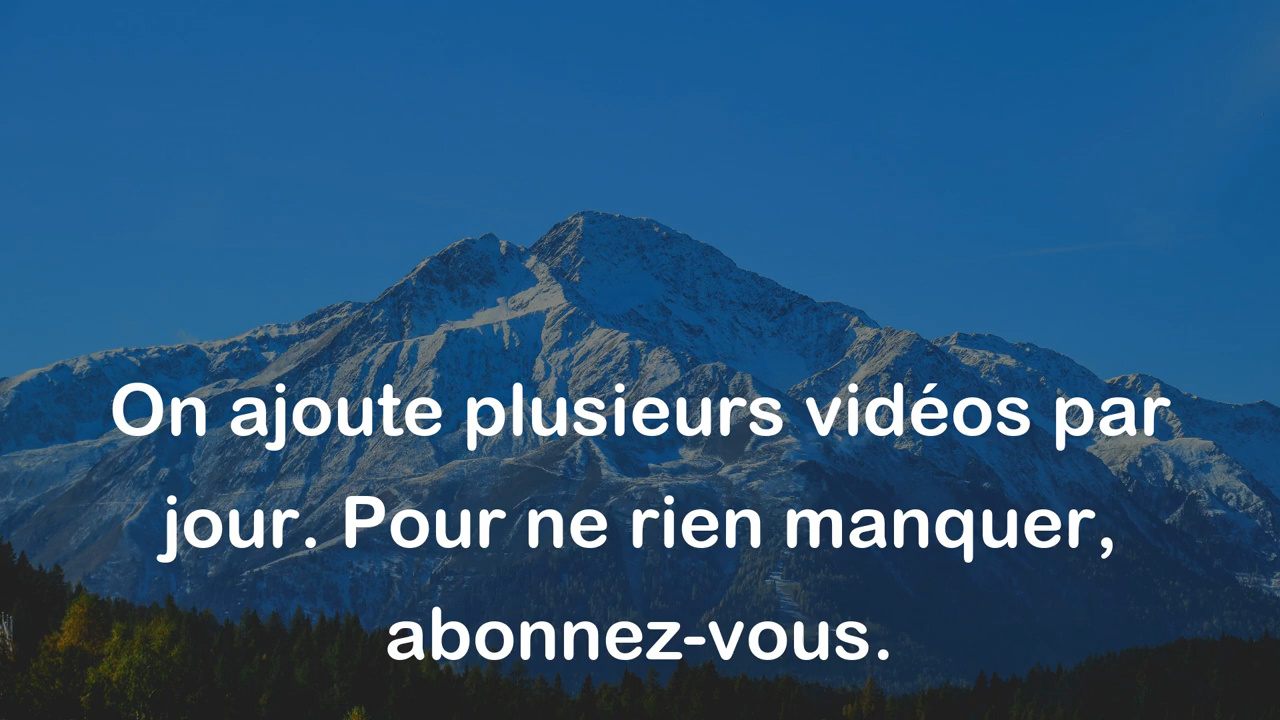 On ajoute plusieurs vidéos par
jour. Pour ne rien manquer,
abonnez-vous.